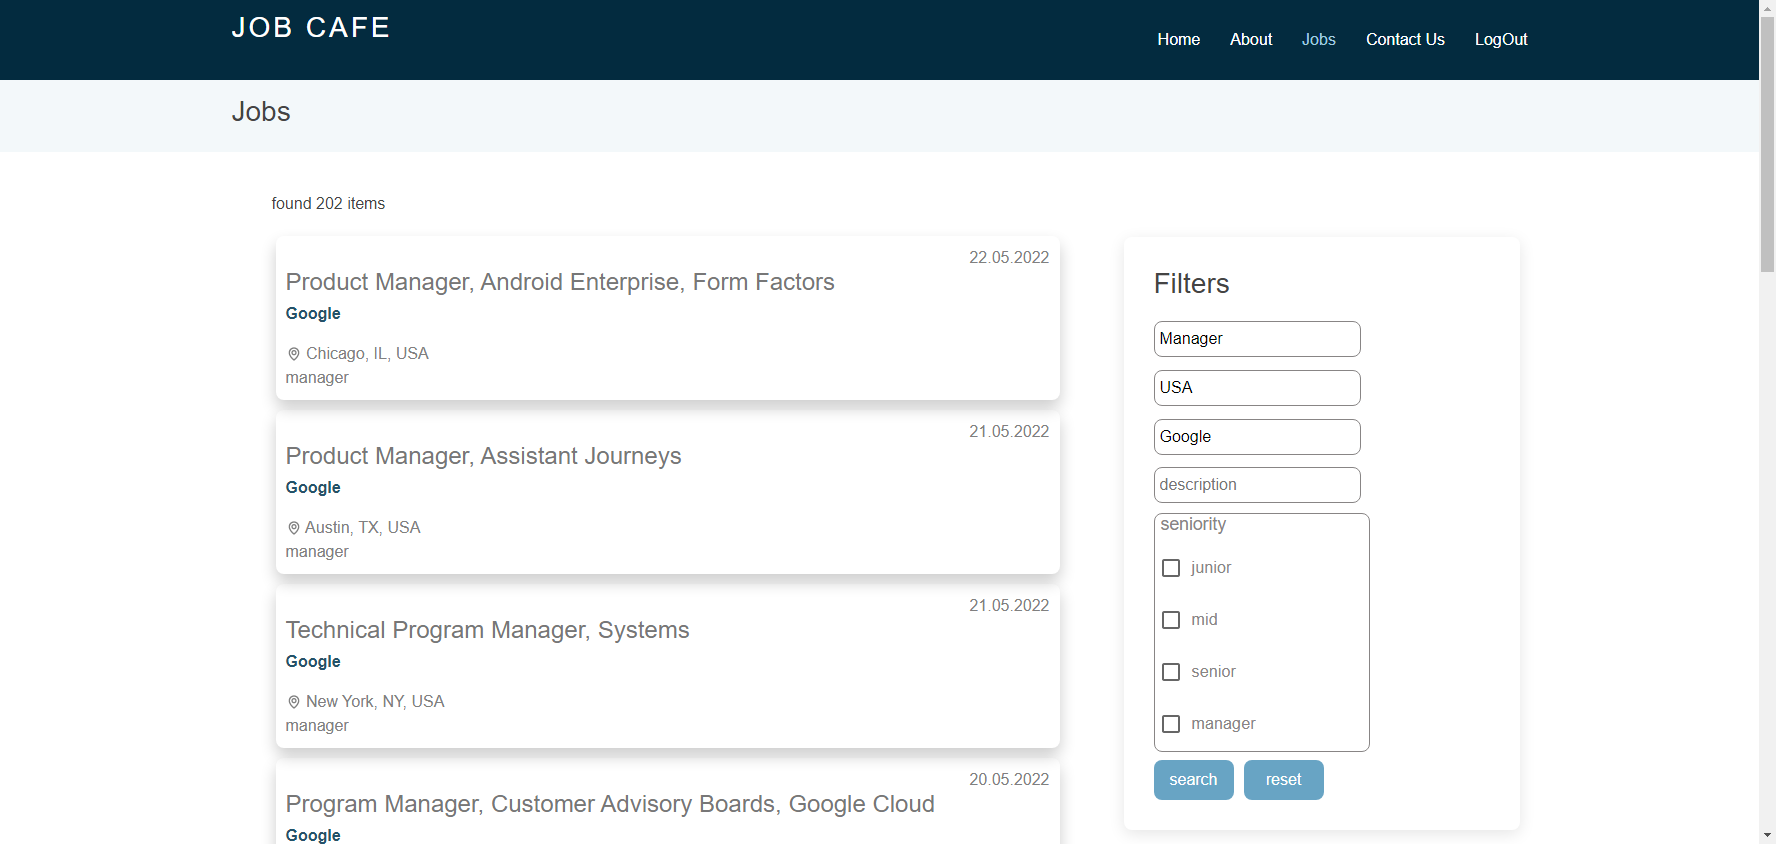 JOB CAFE
Home About Jobs Contact Us LogOut
Jobs
found 202 items
22.05.2022
Product Manager, Android Enterprise, Form Factors
Google
Chicago, IL, USA
manager
21.05.2022
Product Manager, Assistant Journeys
Google
Austin, TX, USA
manager
21.05.2022
Technical Program Manager, Systems
Google
New York, NY, USA
manager
20.05.2022
Program Manager, Customer Advisory Boards, Google Cloud
Google
Filters
Manager
USA
Google
description
seniority
junior
mid
senior
manager
search reset